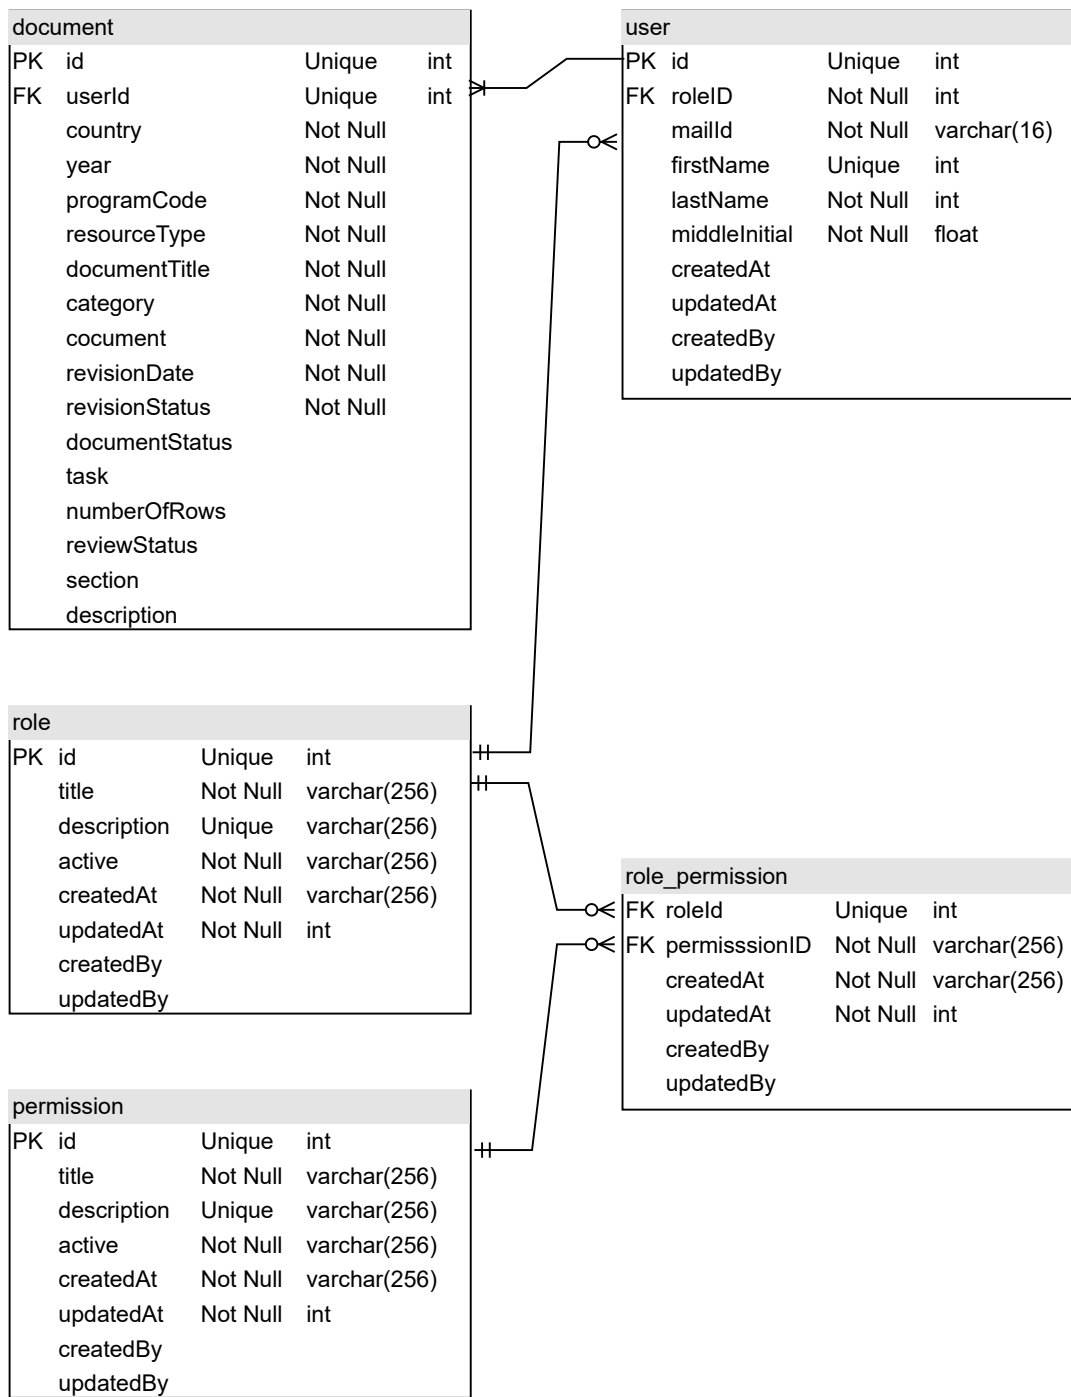 document
PK id Unique int
FK userId Unique int
country Not Null
year Not Null
programCode Not Null
resourceType Not Null
documentTitle Not Null
category Not Null
cocument Not Null
revisionDate Not Null
revisionStatus Not Null
documentStatus
task
numberOfRows
reviewStatus
section
description
user
PK id Unique int
FK roleID Not Null int
mailId Not Null varchar(16)
firstName Unique int
lastName Not Null int
middleInitial Not Null float
createdAt
updatedAt
createdBy
updatedBy
role
PK id Unique int
title Not Null varchar(256)
description Unique varchar(256)
active Not Null varchar(256)
createdAt Not Null varchar(256)
updatedAt Not Null int
createdBy
updatedBy
role_permission
FK roleId Unique int
FK permisssionID Not Null varchar(256)
createdAt Not Null varchar(256)
updatedAt Not Null int
createdBy
updatedBy
permission
PK id Unique int
title Not Null varchar(256)
description Unique varchar(256)
active Not Null varchar(256)
createdAt Not Null varchar(256)
updatedAt Not Null int
createdBy
updatedBy